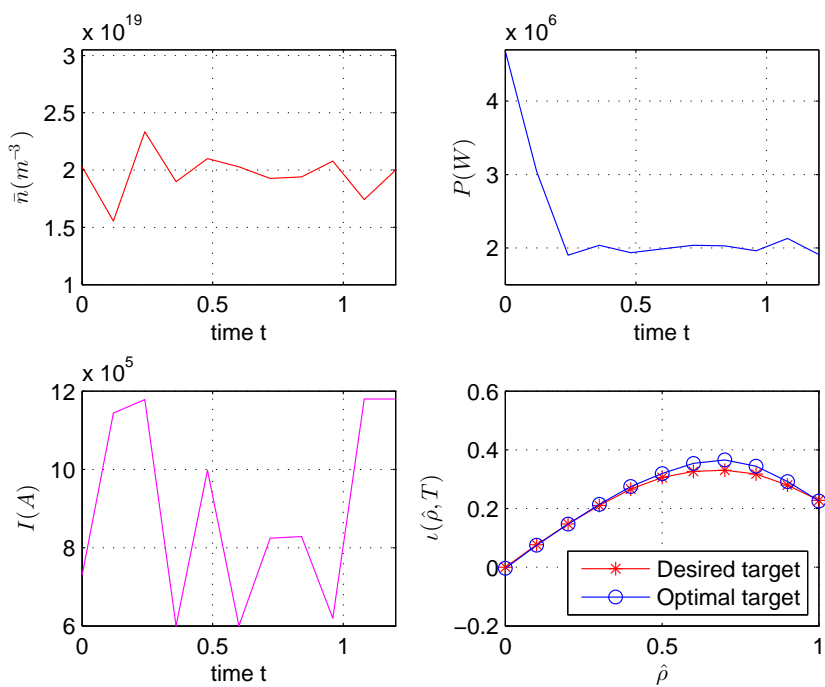 x 10^19
3
2.5
2
1.5
1
n̄(m⁻³)
0
0.5
1
time t
x 10^6
4
3
2
P(W)
0
0.5
1
time t
x 10^5
12
10
8
6
I(A)
0
0.5
1
time t
0.6
0.4
0.2
0
−0.2
ι(ρ̂, T)
Desired target
Optimal target
0
0.5
1
ρ̂